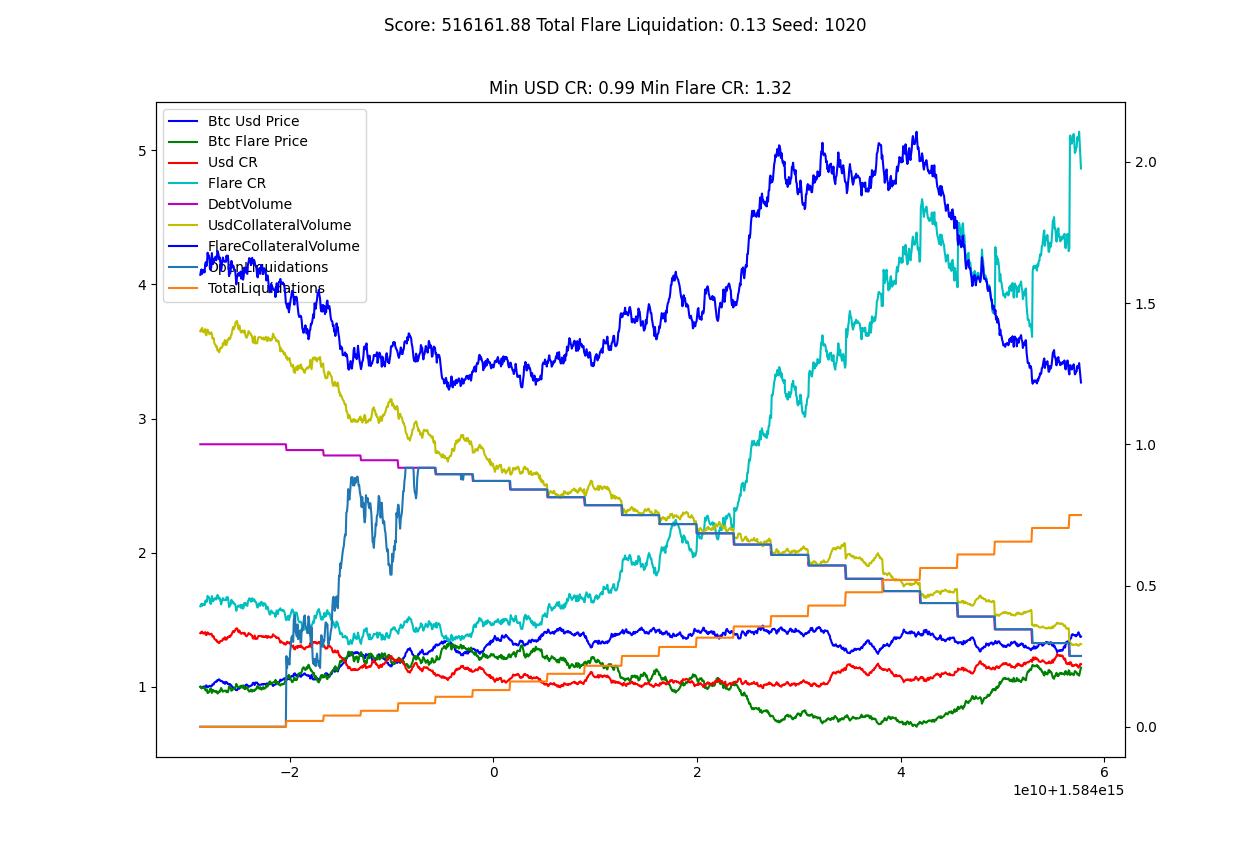 Score: 516161.88 Total Flare Liquidation: 0.13 Seed: 1020
Min USD CR: 0.99 Min Flare CR: 1.32
Btc Usd Price
Btc Flare Price
Usd CR
Flare CR
DebtVolume
UsdCollateralVolume
FlareCollateralVolume
OpenLiquidations
TotalLiquidations
5
4
3
2
1
2.0
1.5
1.0
0.5
0.0
−2
0
2
4
6
1e10+1.584e15